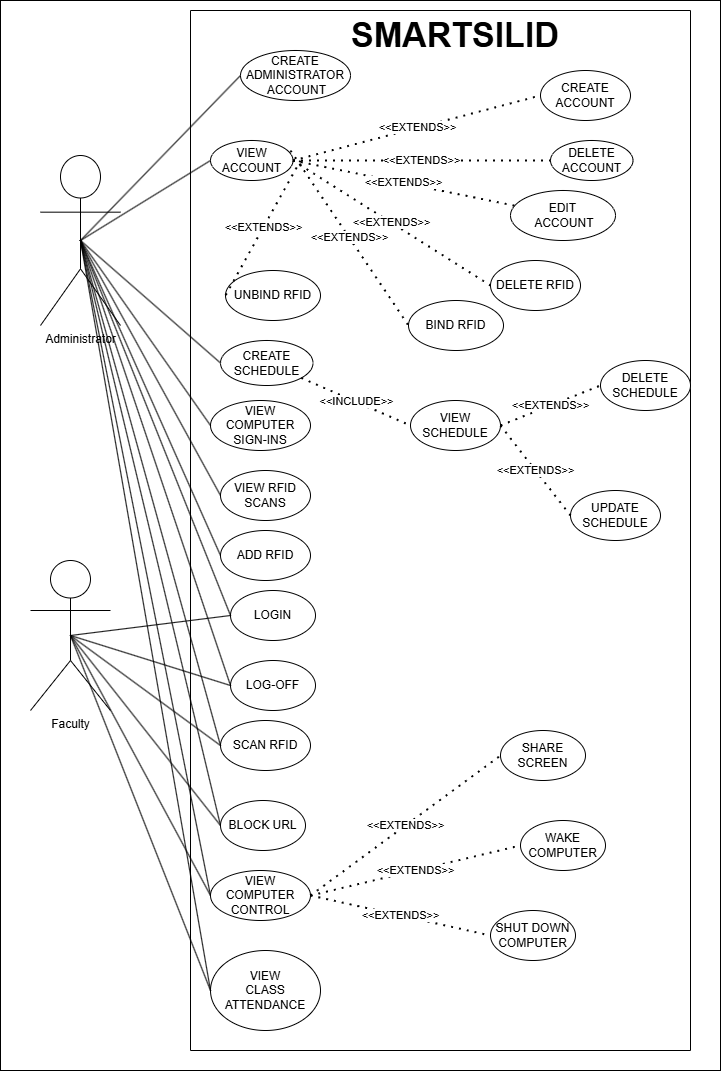 SMARTSILID
CREATE
ADMINISTRATOR
ACCOUNT
CREATE
ACCOUNT
<<EXTENDS>>
VIEW
ACCOUNT
<<EXTENDS>>
DELETE
ACCOUNT
<<EXTENDS>>
EDIT
ACCOUNT
<<EXTENDS>>
<<EXTENDS>>
<<EXTENDS>>
UNBIND RFID
DELETE RFID
BIND RFID
Administrator
CREATE
SCHEDULE
<<INCLUDE>>
VIEW
SCHEDULE
<<EXTENDS>>
DELETE
SCHEDULE
<<EXTENDS>>
UPDATE
SCHEDULE
VIEW
COMPUTER
SIGN-INS
VIEW RFID
SCANS
ADD RFID
LOGIN
LOG-OFF
Faculty
SCAN RFID
SHARE
SCREEN
BLOCK URL
<<EXTENDS>>
WAKE
COMPUTER
<<EXTENDS>>
VIEW
COMPUTER
CONTROL
<<EXTENDS>>
SHUT DOWN
COMPUTER
VIEW
CLASS
ATTENDANCE